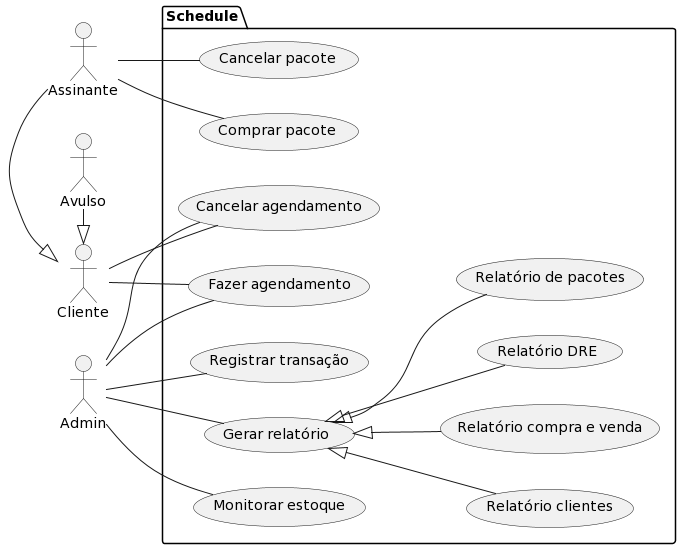 Schedule
Assinante
Avulso
Cliente
Admin
Cancelar pacote
Comprar pacote
Cancelar agendamento
Fazer agendamento
Registrar transação
Gerar relatório
Monitorar estoque
Relatório de pacotes
Relatório DRE
Relatório compra e venda
Relatório clientes